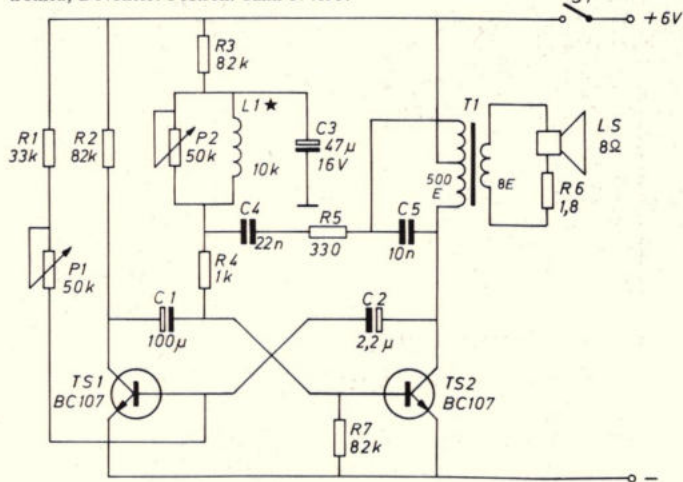 +6V
R3
82k
L1★
T1
R1
33k
R2
82k
P2
50k
C3
47µ
16V
10k
LS
8Ω
500
E
8E
R6
1,8
C4
22n
R5
330
C5
10n
P1
50k
R4
1k
C1
100µ
C2
2,2µ
TS1
BC107
TS2
BC107
R7
82k
−